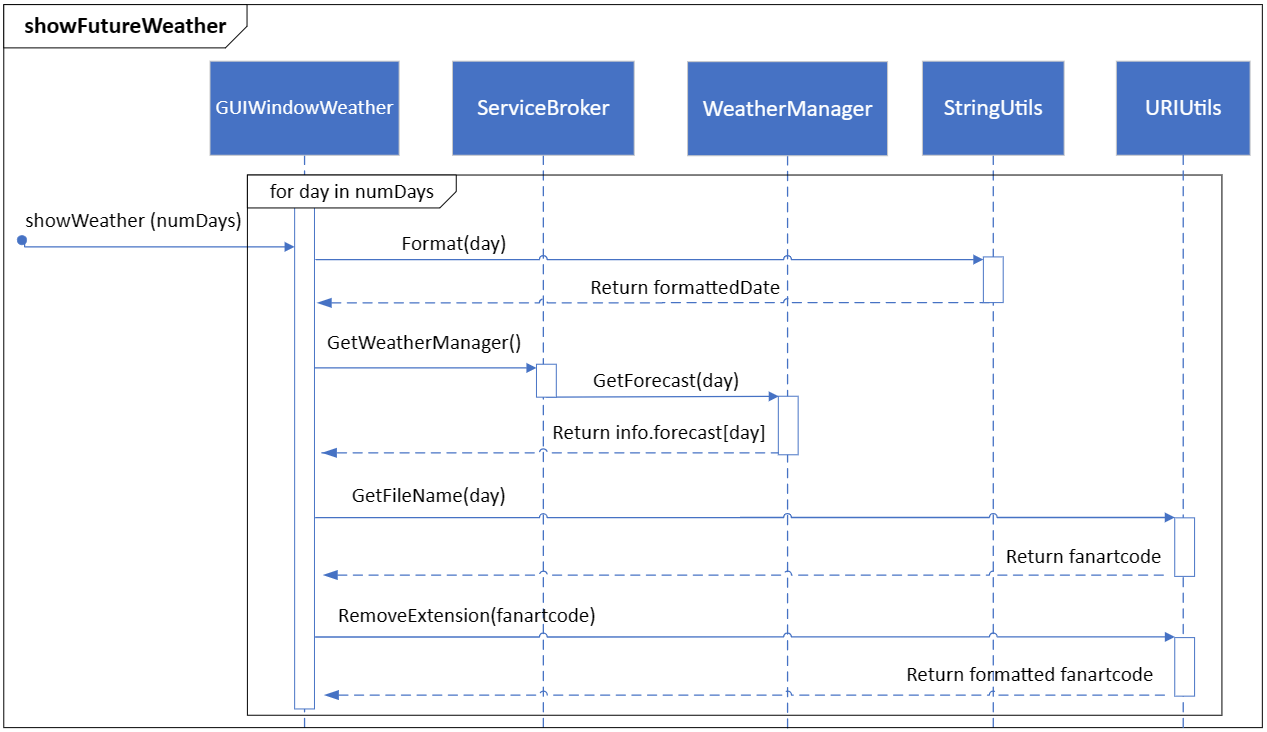 showFutureWeather
GUIWindowWeather
ServiceBroker
WeatherManager
StringUtils
URIUtils
for day in numDays
showWeather (numDays)
Format(day)
Return formattedDate
GetWeatherManager()
GetForecast(day)
Return info.forecast[day]
GetFileName(day)
Return fanartcode
RemoveExtension(fanartcode)
Return formatted fanartcode